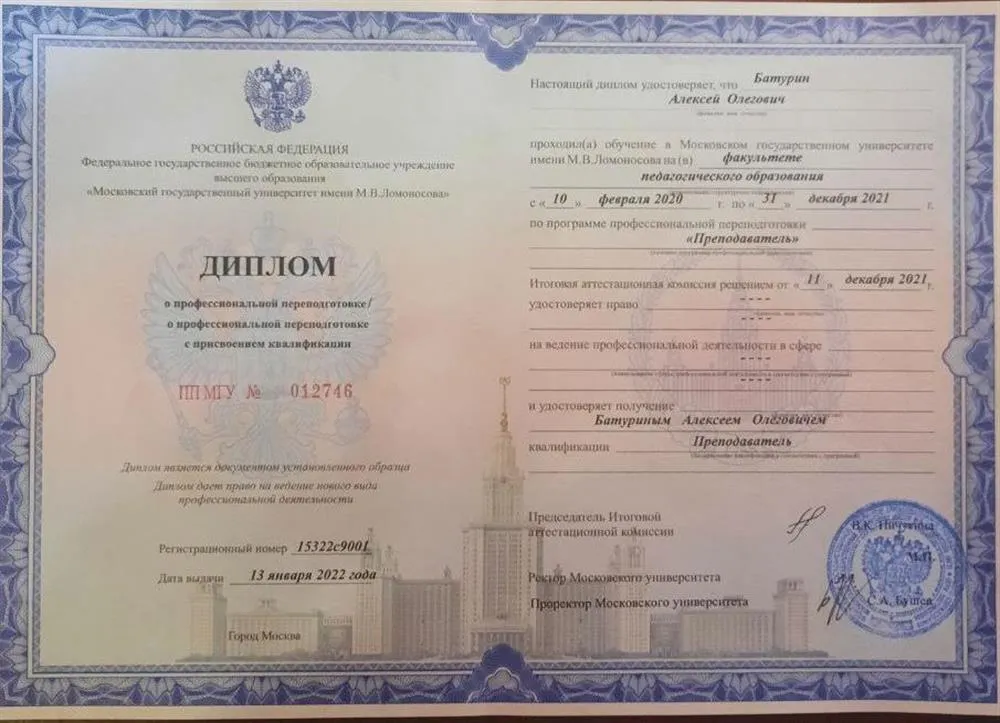 РОССИЙСКАЯ ФЕДЕРАЦИЯ
Федеральное государственное бюджетное образовательное учреждение
высшего образования
«Московский государственный университет имени М.В.Ломоносова»
ДИПЛОМ
о профессиональной переподготовке/
о профессиональной переподготовке
с присвоением квалификации
ПП МГУ № 012746
Диплом является документом установленного образца
Диплом дает право на ведение нового вида
профессиональной деятельности
Регистрационный номер 15322с9001
Дата выдачи 13 января 2022 года
Город Москва
Настоящий диплом удостоверяет, что Батурин
Алексей Олегович
(фамилия, имя, отчество)
проходил(а) обучение в Московском государственном университете
имени М.В.Ломоносова на (в) факультете
педагогического образования
с « 10 » февраля 2020 г. по « 31 » декабря 2021 г.
по программе профессиональной переподготовки
«Преподаватель»
Итоговая аттестационная комиссия решением от « 11 » декабря 2021 г.
удостоверяет право ----
----
на ведение профессиональной деятельности в сфере
----
----
и удостоверяет получение
Батуриным Алексеем Олеговичем
квалификации Преподаватель
Председатель Итоговой
аттестационной комиссии
В.К. Пичугина
М.П.
Ректор Московского университета
Проректор Московского университета
С.А. Бушев